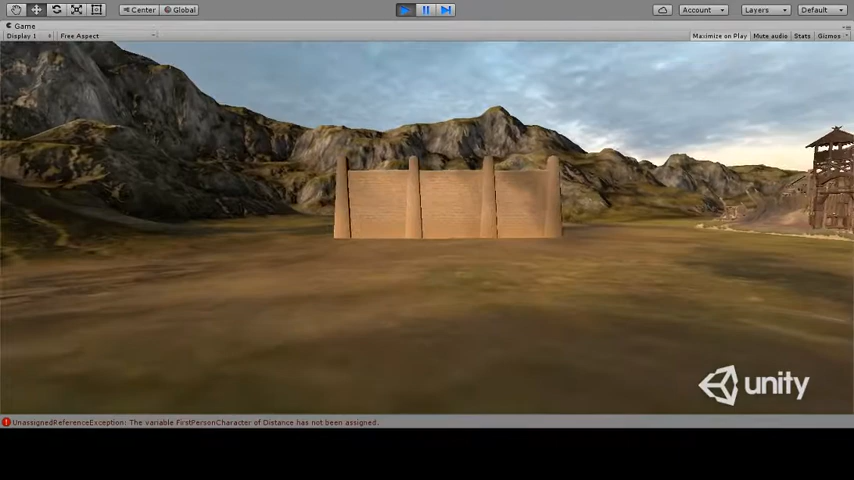 Center Global Account Layers Default
Game
Display 1 Free Aspect Maximize on Play Mute audio Stats Gizmos
unity
UnassignedReferenceException: The variable FirstPersonCharacter of Distance has not been assigned.